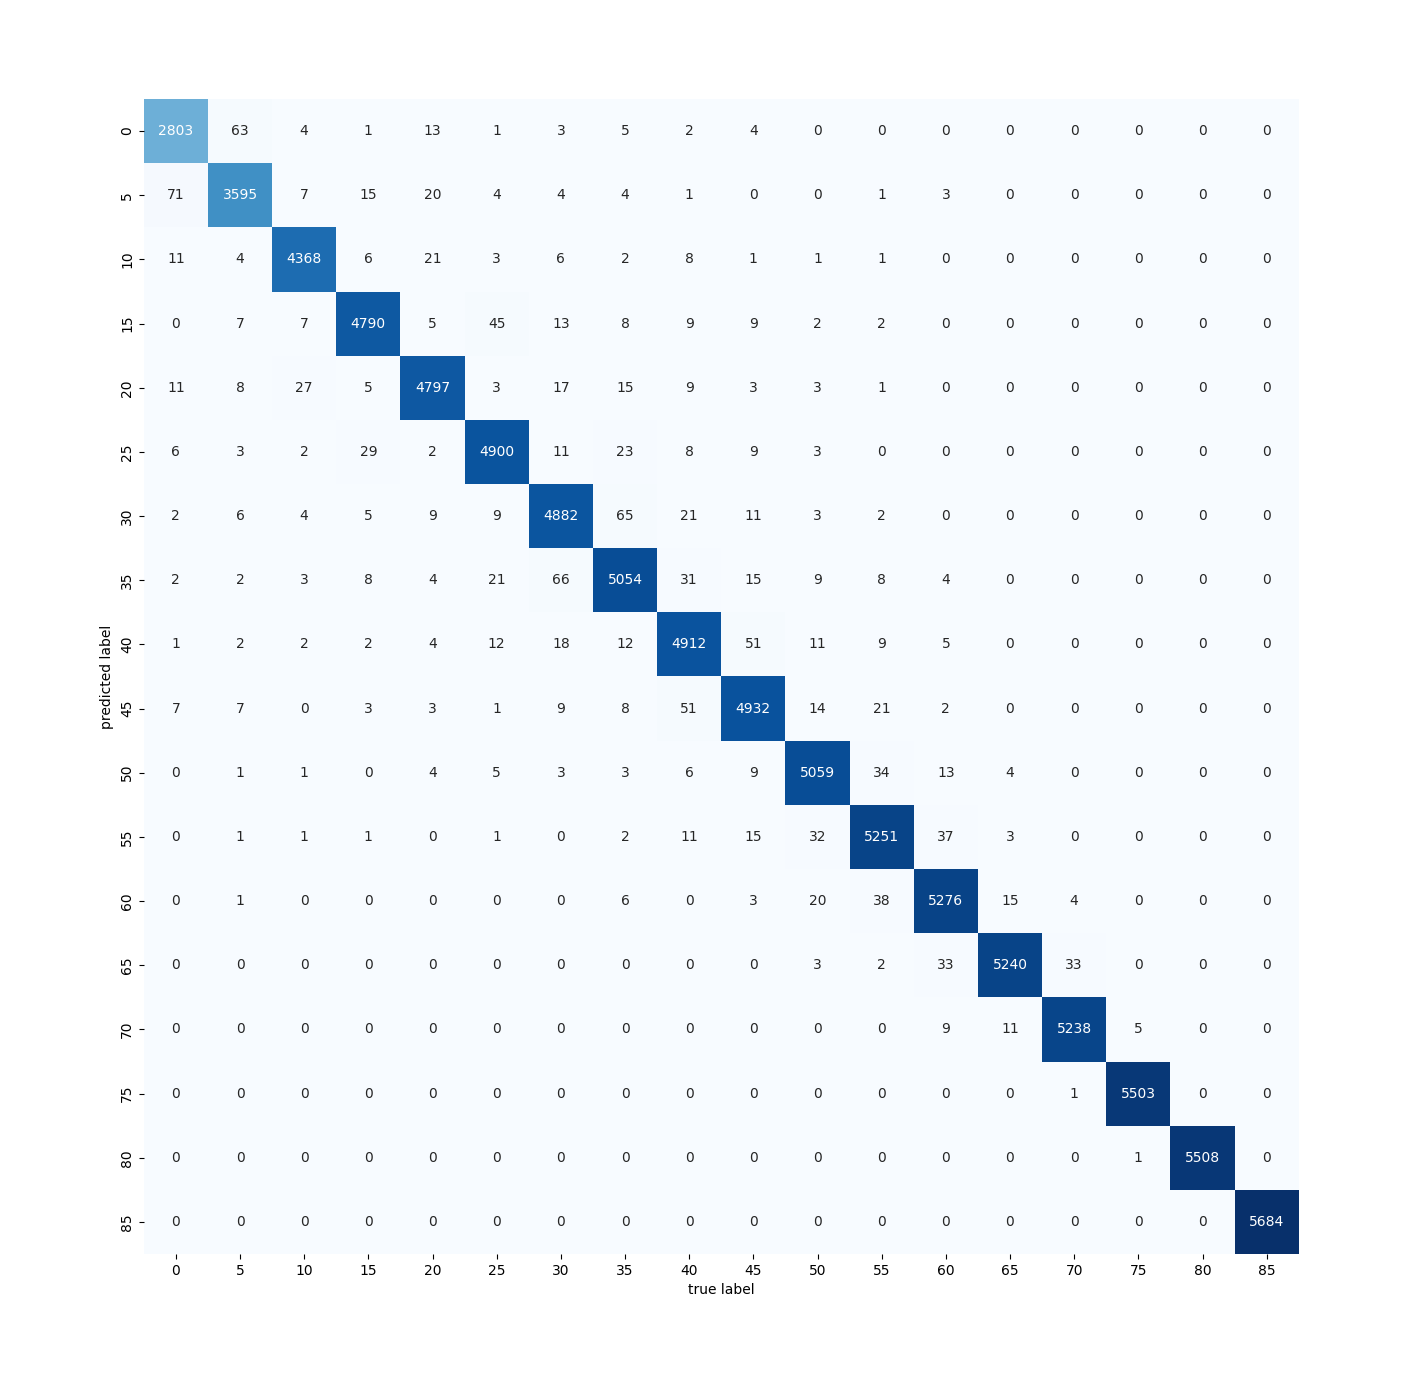 0 2803 63 4 1 13 1 3 5 2 4 0 0 0 0 0 0 0 0
5 71 3595 7 15 20 4 4 4 1 0 0 1 3 0 0 0 0 0
10 11 4 4368 6 21 3 6 2 8 1 1 1 0 0 0 0 0 0
15 0 7 7 4790 5 45 13 8 9 9 2 2 0 0 0 0 0 0
20 11 8 27 5 4797 3 17 15 9 3 3 1 0 0 0 0 0 0
25 6 3 2 29 2 4900 11 23 8 9 3 0 0 0 0 0 0 0
30 2 6 4 5 9 9 4882 65 21 11 3 2 0 0 0 0 0 0
35 2 2 3 8 4 21 66 5054 31 15 9 8 4 0 0 0 0 0
predicted label
40 1 2 2 2 4 12 18 12 4912 51 11 9 5 0 0 0 0 0
45 7 7 0 3 3 1 9 8 51 4932 14 21 2 0 0 0 0 0
50 0 1 1 0 4 5 3 3 6 9 5059 34 13 4 0 0 0 0
55 0 1 1 1 0 1 0 2 11 15 32 5251 37 3 0 0 0 0
60 0 1 0 0 0 0 0 6 0 3 20 38 5276 15 4 0 0 0
65 0 0 0 0 0 0 0 0 0 0 3 2 33 5240 33 0 0 0
70 0 0 0 0 0 0 0 0 0 0 0 0 9 11 5238 5 0 0
75 0 0 0 0 0 0 0 0 0 0 0 0 0 0 1 5503 0 0
80 0 0 0 0 0 0 0 0 0 0 0 0 0 0 0 1 5508 0
85 0 0 0 0 0 0 0 0 0 0 0 0 0 0 0 0 0 5684
0 5 10 15 20 25 30 35 40 45 50 55 60 65 70 75 80 85
true label